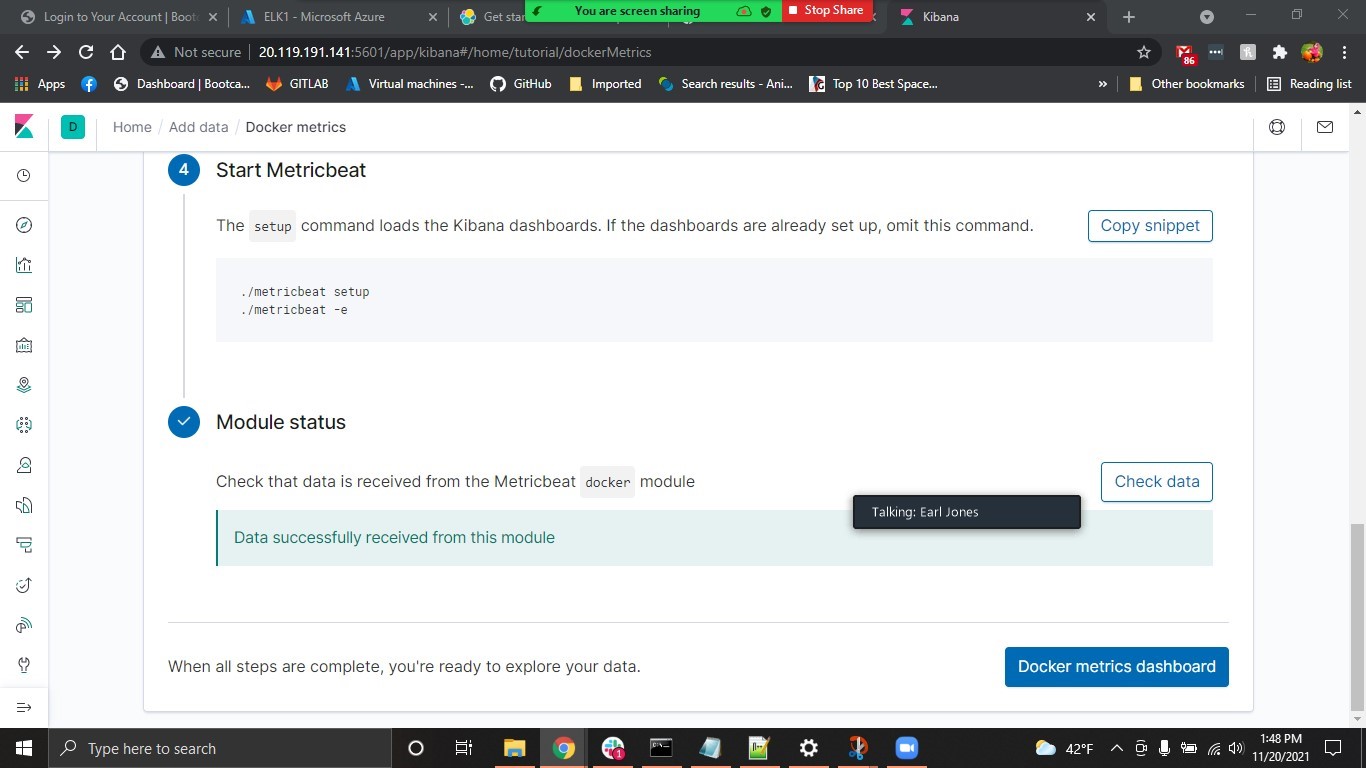 Login to Your Account | Boot
ELK1 - Microsoft Azure
Get star
You are screen sharing
Stop Share
Kibana
Not secure
20.119.191.141:5601/app/kibana#/home/tutorial/dockerMetrics
86
Apps
Dashboard | Bootca...
GITLAB
Virtual machines -...
GitHub
Imported
Search results - Ani...
Top 10 Best Space...
»
Other bookmarks
Reading list
D
Home / Add data / Docker metrics
4
Start Metricbeat
The setup command loads the Kibana dashboards. If the dashboards are already set up, omit this command.
Copy snippet
./metricbeat setup
./metricbeat -e
Module status
Check that data is received from the Metricbeat docker module
Check data
Talking: Earl Jones
Data successfully received from this module
When all steps are complete, you're ready to explore your data.
Docker metrics dashboard
Type here to search
1
42°F
1:48 PM
11/20/2021